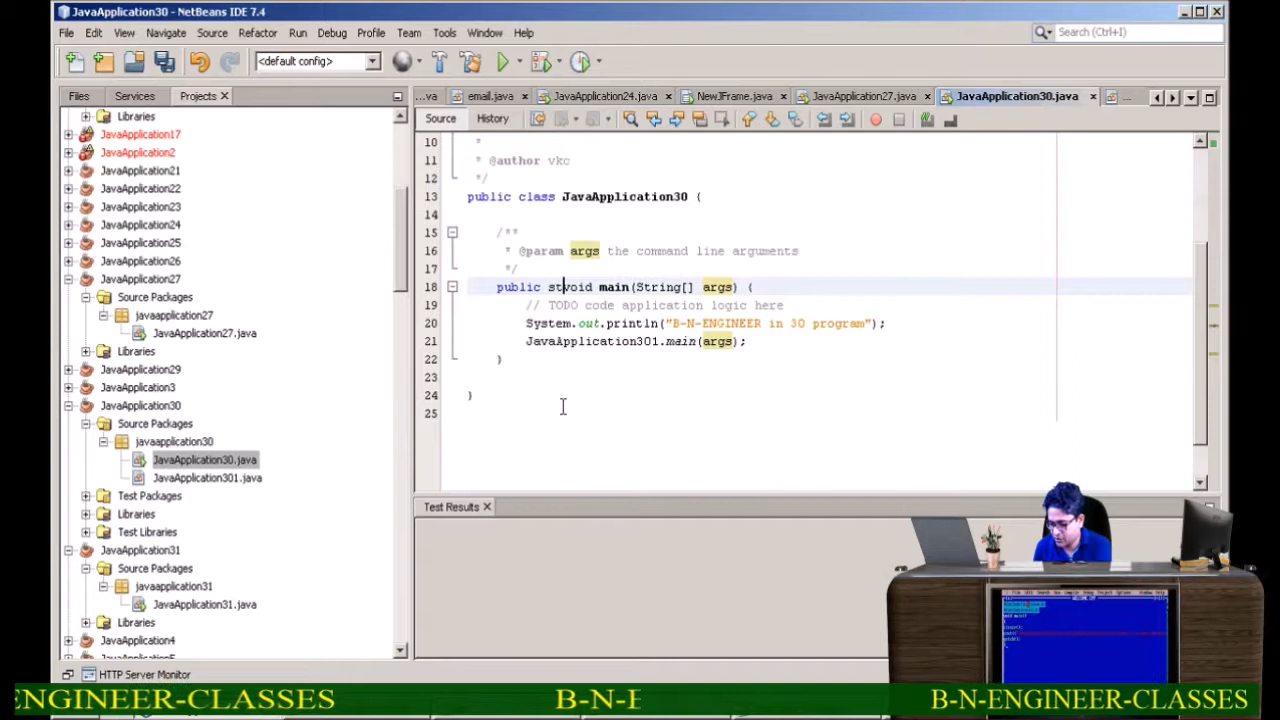 JavaApplication30 - NetBeans IDE 7.4
File Edit View Navigate Source Refactor Run Debug Profile Team Tools Window Help
Search (Ctrl+I)
<default config>
Files Services Projects
...va email.java JavaApplication24.java NewJFrame.java JavaApplication27.java JavaApplication30.java ...
Source History
Libraries
JavaApplication17
JavaApplication2
JavaApplication21
JavaApplication22
JavaApplication23
JavaApplication24
JavaApplication25
JavaApplication26
JavaApplication27
Source Packages
javaapplication27
JavaApplication27.java
Libraries
JavaApplication29
JavaApplication3
JavaApplication30
Source Packages
javaapplication30
JavaApplication30.java
JavaApplication301.java
Test Packages
Libraries
Test Libraries
JavaApplication31
Source Packages
javaapplication31
JavaApplication31.java
Libraries
JavaApplication4
10 *
11 * @author vkc
12 */
13 public class JavaApplication30 {
14
15 /**
16 * @param args the command line arguments
17 */
18 public stvoid main(String[] args) {
19 // TODO code application logic here
20 System.out.println("B-N-ENGINEER in 30 program");
21 JavaApplication301.main(args);
22 }
23
24 }
25
Test Results
HTTP Server Monitor
ENGINEER-CLASSES B-N-E B-N-ENGINEER-CLASSES